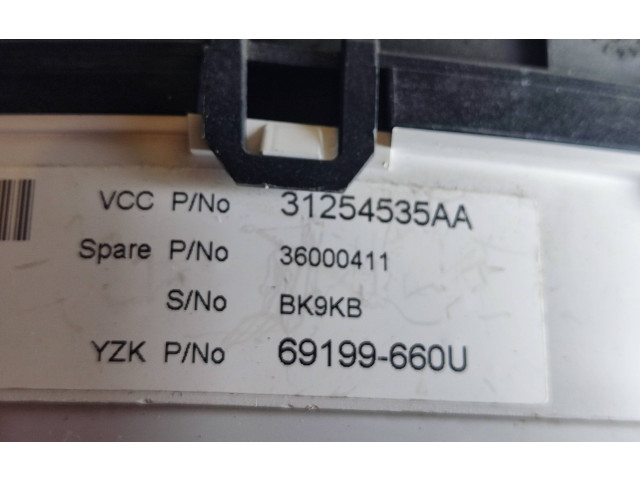 VCC P/No 31254535AA
Spare P/No 36000411
S/No BK9KB
YZK P/No 69199-660U